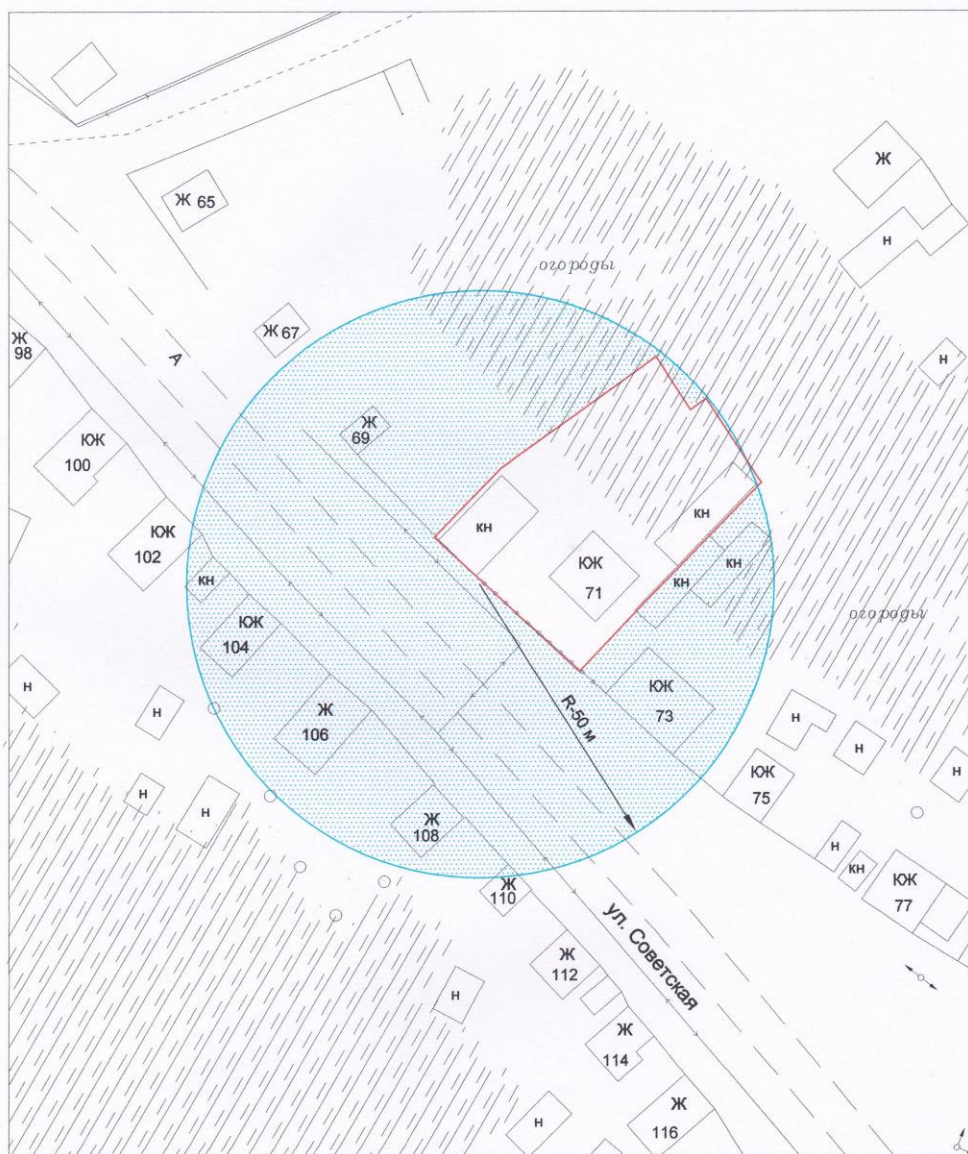 Ж
Н
Ж 65
огороды
Ж 67
Ж
98
Н
А
Ж
69
КЖ
100
КН
КН
КЖ
102
КН
КЖ
71
КН
КН
огороды
КЖ
104
КЖ
73
Н
Н
Ж
106
R-50 м
Н
Н
КЖ
75
Н
Н
Н
Ж
108
Н
КН
КЖ
77
Ж
110
ул. Советская
Ж
112
Н
Ж
114
Ж
116
Н